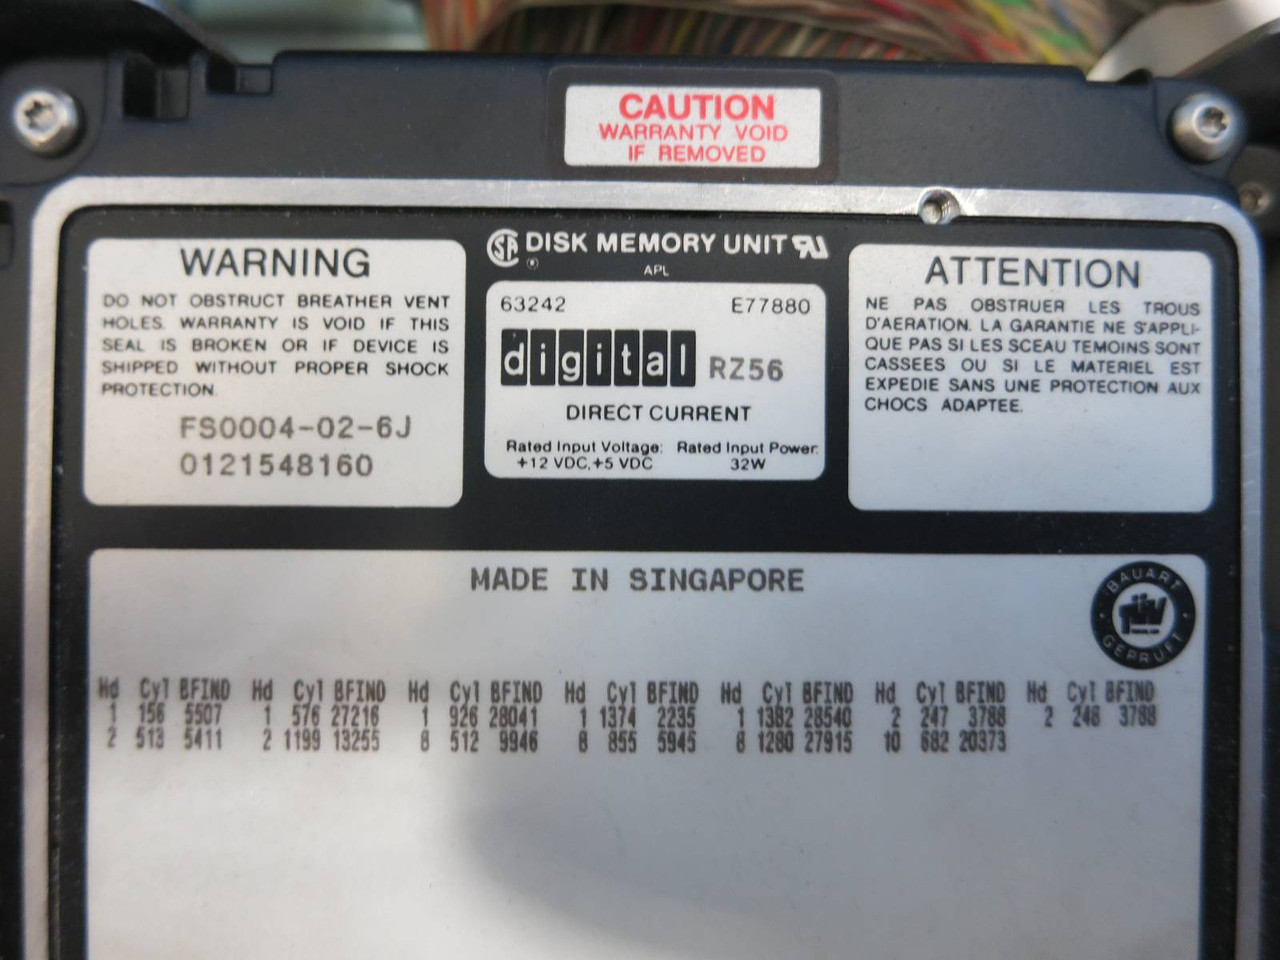 CAUTION
WARRANTY VOID
IF REMOVED
WARNING
DO NOT OBSTRUCT BREATHER VENT
HOLES. WARRANTY IS VOID IF THIS
SEAL IS BROKEN OR IF DEVICE IS
SHIPPED WITHOUT PROPER SHOCK
PROTECTION.
FS0004-02-6J
0121548160
SA DISK MEMORY UNIT
®
APL
63242 E77880
digital RZ56
DIRECT CURRENT
Rated Input Voltage: Rated Input Power:
+12 VDC,+5 VDC 32W
ATTENTION
NE PAS OBSTRUER LES TROUS
D'AERATION. LA GARANTIE NE S'APPLI-
QUE PAS SI LES SCEAU TEMOINS SONT
CASSEES OU SI LE MATERIEL EST
EXPEDIE SANS UNE PROTECTION AUX
CHOCS ADAPTEE.
MADE IN SINGAPORE
BAUART
TÜV
GEPRÜFT
Hd Cyl BFIND Hd Cyl BFIND Hd Cyl BFIND Hd Cyl BFIND Hd Cyl BFIND Hd Cyl BFIND Hd Cyl BFIND
1 156 5507 1 576 27216 1 926 28041 1 1374 2235 1 1382 28540 2 247 3788 2 248 3788
2 513 5411 2 1199 13255 8 512 9946 8 855 5945 8 1280 27915 10 682 20373